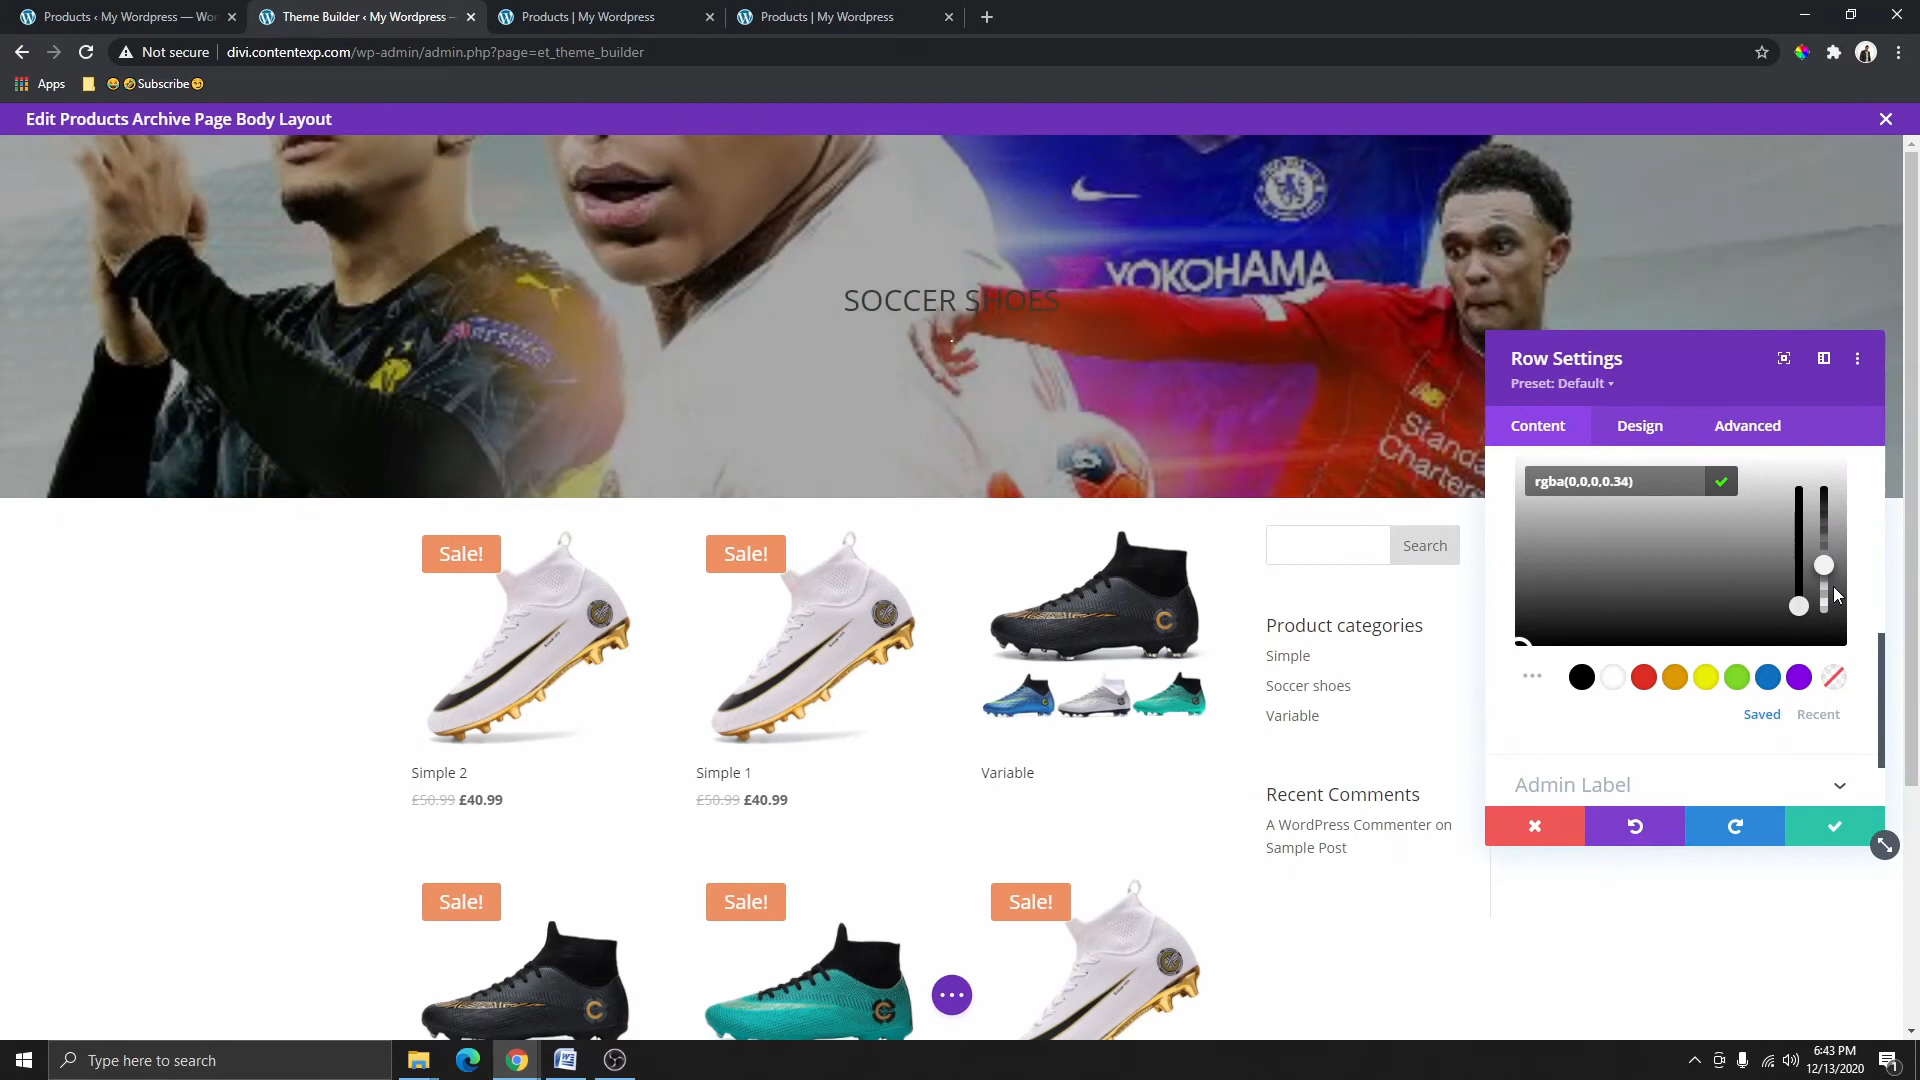 Products ‹ My Wordpress — Wor
Theme Builder ‹ My Wordpress —
Products | My Wordpress
Products | My Wordpress
Not secure
divi.contentexp.com/wp-admin/admin.php?page=et_theme_builder
Apps
😄 🤣Subscribe😏
Edit Products Archive Page Body Layout
YOKOHAMA
SOCCER SHOES
Standa
Charter
Row Settings
Preset: Default
Content
Design
Advanced
rgba(0,0,0,0.34)
Saved
Recent
Admin Label
Sale!
Sale!
Search
Product categories
Simple
Soccer shoes
Variable
Simple 2
£50.99 £40.99
Simple 1
£50.99 £40.99
Variable
Recent Comments
A WordPress Commenter on
Sample Post
Sale!
Sale!
Sale!
Type here to search
6:43 PM
12/13/2020
1